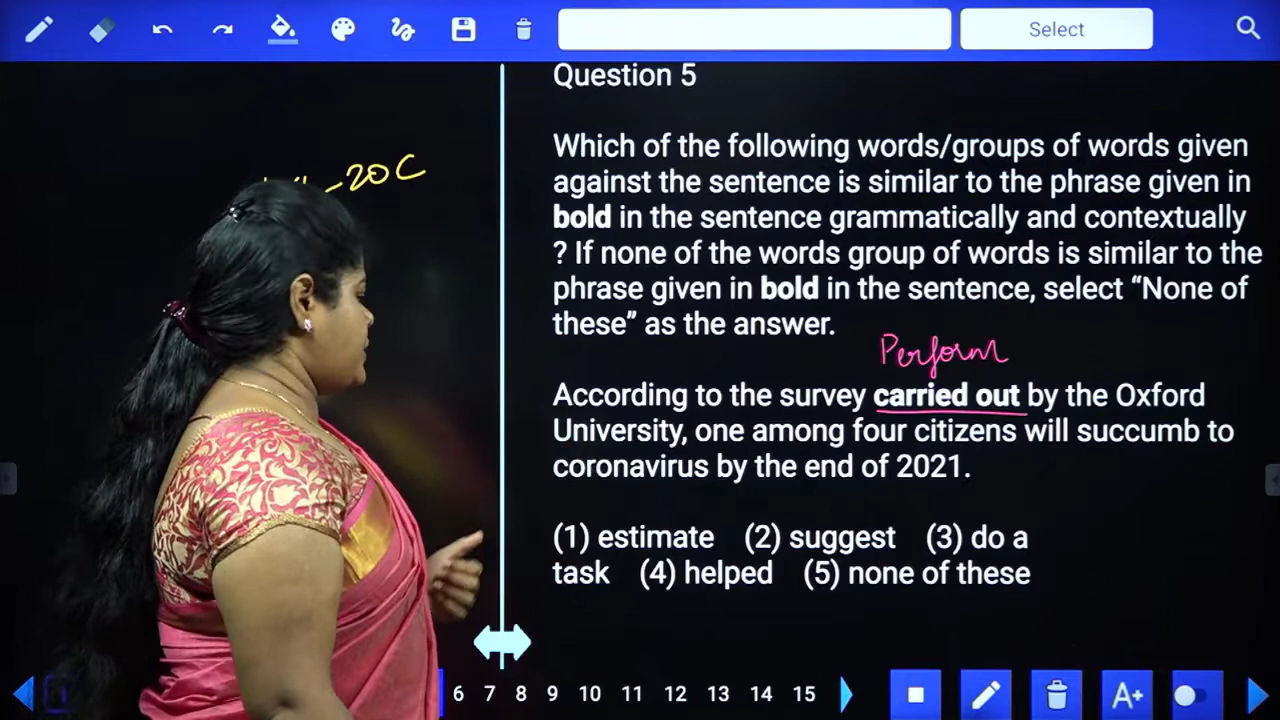 Select
-20C
Question 5
Which of the following words/groups of words given
against the sentence is similar to the phrase given in
bold in the sentence grammatically and contextually
? If none of the words group of words is similar to the
phrase given in bold in the sentence, select “None of
these” as the answer.
Perform
According to the survey carried out by the Oxford
University, one among four citizens will succumb to
coronavirus by the end of 2021.
(1) estimate (2) suggest (3) do a
task (4) helped (5) none of these
6 7 8 9 10 11 12 13 14 15
A+